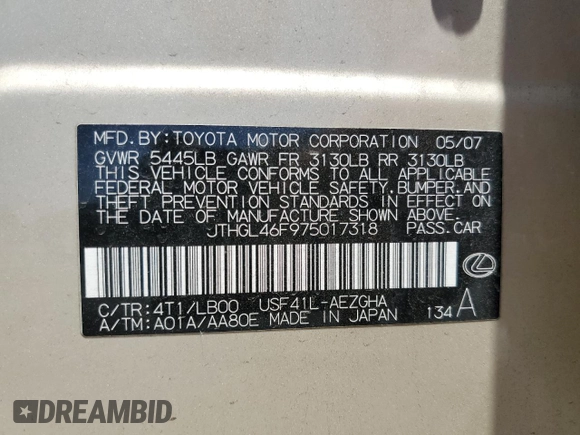 MFD. BY: TOYOTA MOTOR CORPORATION 05/07
GVWR 5445LB GAWR FR 3130LB RR 3130LB
THIS VEHICLE CONFORMS TO ALL APPLICABLE
FEDERAL MOTOR VEHICLE SAFETY, BUMPER, AND
THEFT PREVENTION STANDARDS IN EFFECT ON
THE DATE OF MANUFACTURE SHOWN ABOVE.
JTHGL46F975017318 PASS. CAR
C/TR: 4T1/LB00 USF41L-AEZGHA
A/TM: A01A/AA80E MADE IN JAPAN 134 A
DREAMBID